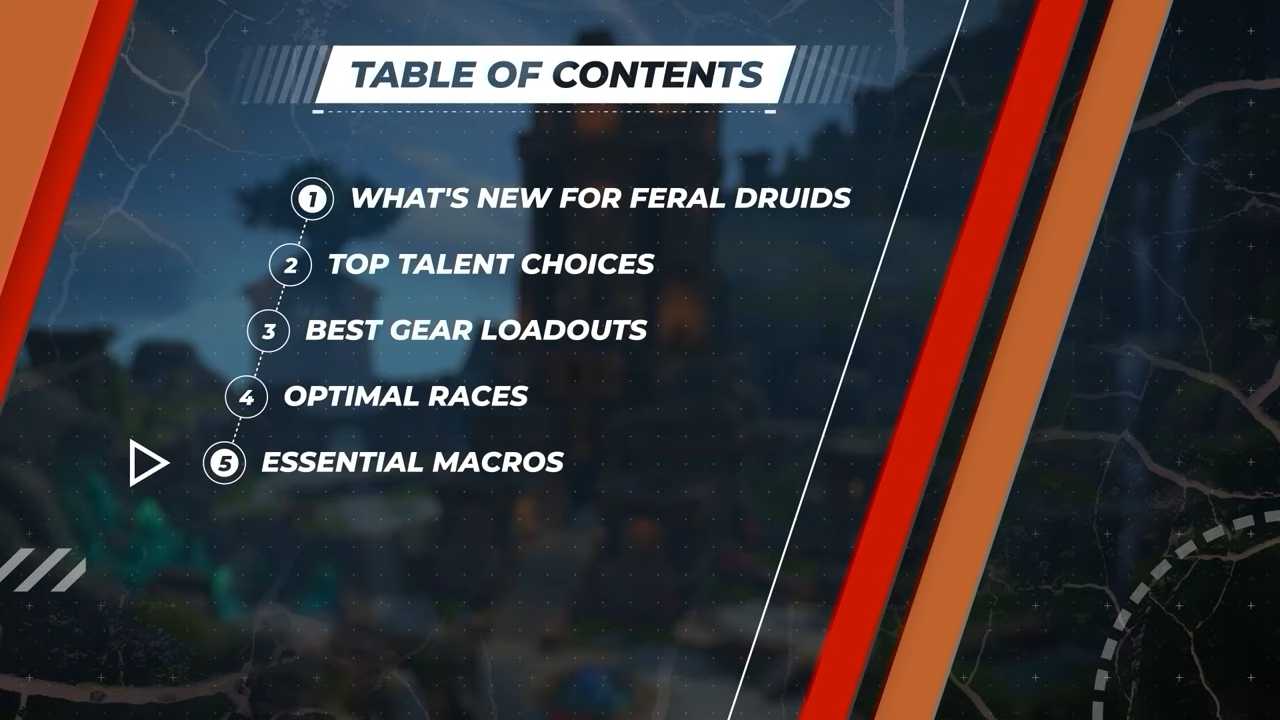 TABLE OF CONTENTS
1 WHAT'S NEW FOR FERAL DRUIDS
2 TOP TALENT CHOICES
3 BEST GEAR LOADOUTS
4 OPTIMAL RACES
5 ESSENTIAL MACROS